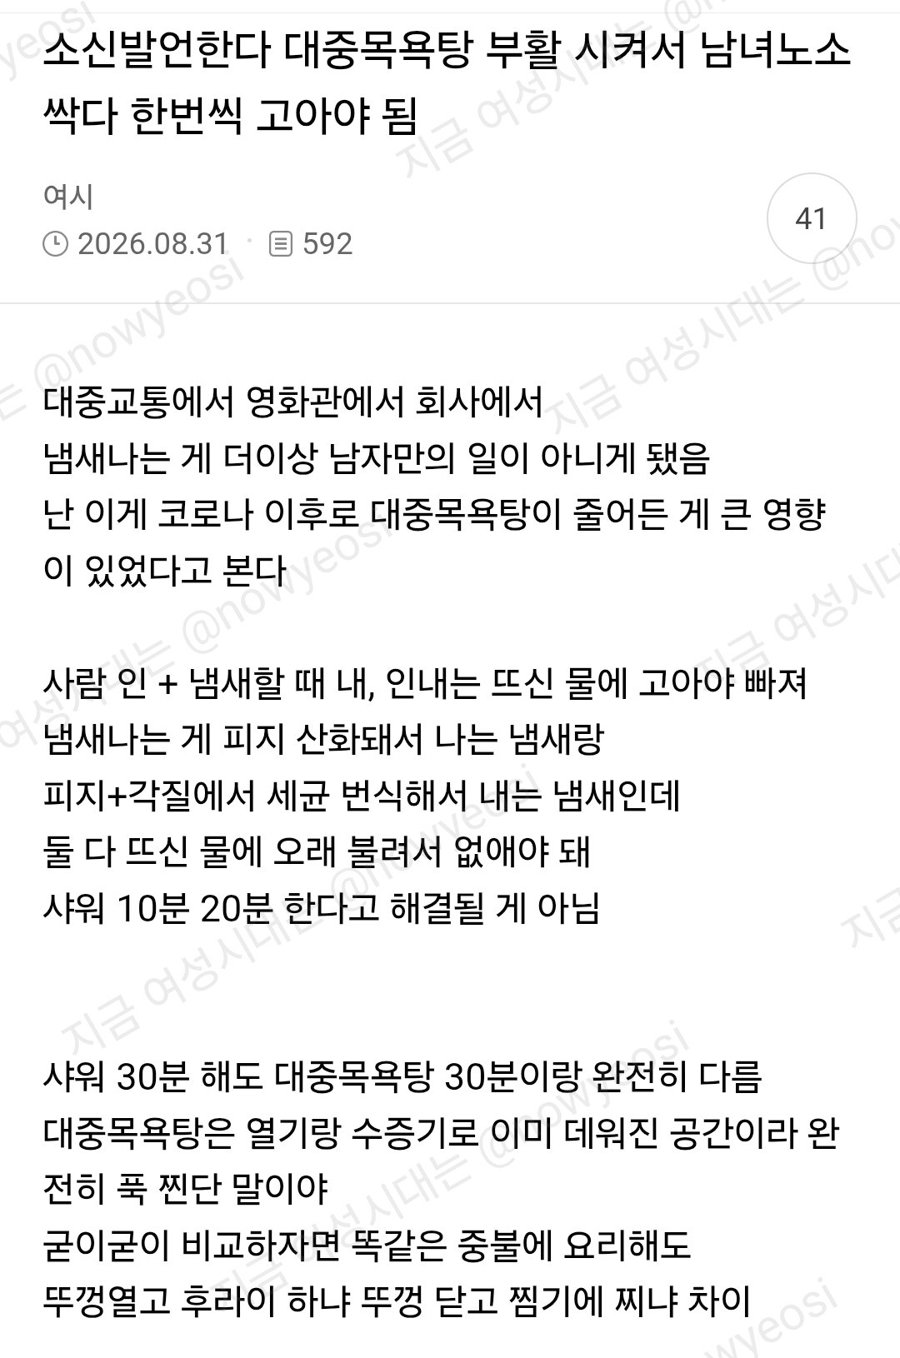 소신발언한다 대중목욕탕 부활 시켜서 남녀노소
싹다 한번씩 고아야 됨
여시
2026.08.31 · 592
41
대중교통에서 영화관에서 회사에서
냄새나는 게 더이상 남자만의 일이 아니게 됐음
난 이게 코로나 이후로 대중목욕탕이 줄어든 게 큰 영향
이 있었다고 본다
사람 인 + 냄새할 때 내, 인내는 뜨신 물에 고아야 빠져
냄새나는 게 피지 산화돼서 나는 냄새랑
피지+각질에서 세균 번식해서 내는 냄새인데
둘 다 뜨신 물에 오래 불려서 없애야 돼
샤워 10분 20분 한다고 해결될 게 아님
샤워 30분 해도 대중목욕탕 30분이랑 완전히 다름
대중목욕탕은 열기랑 수증기로 이미 데워진 공간이라 완
전히 푹 찐단 말이야
굳이굳이 비교하자면 똑같은 중불에 요리해도
뚜껑열고 후라이 하냐 뚜껑 닫고 찜기에 찌냐 차이
지금 여성시대는 @nowyeosi